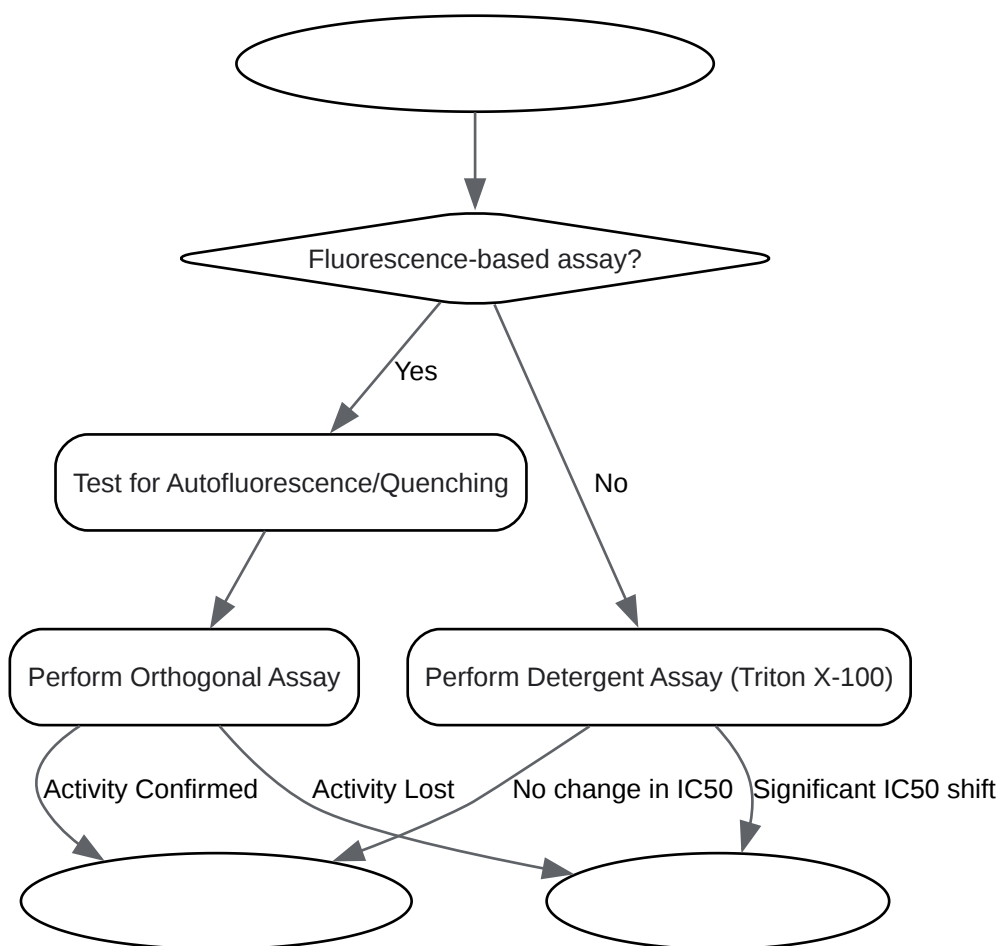 Fluorescence-based assay?
Yes
Test for Autofluorescence/Quenching
No
Perform Orthogonal Assay
Perform Detergent Assay (Triton X-100)
Activity Confirmed
Activity Lost
No change in IC50
Significant IC50 shift